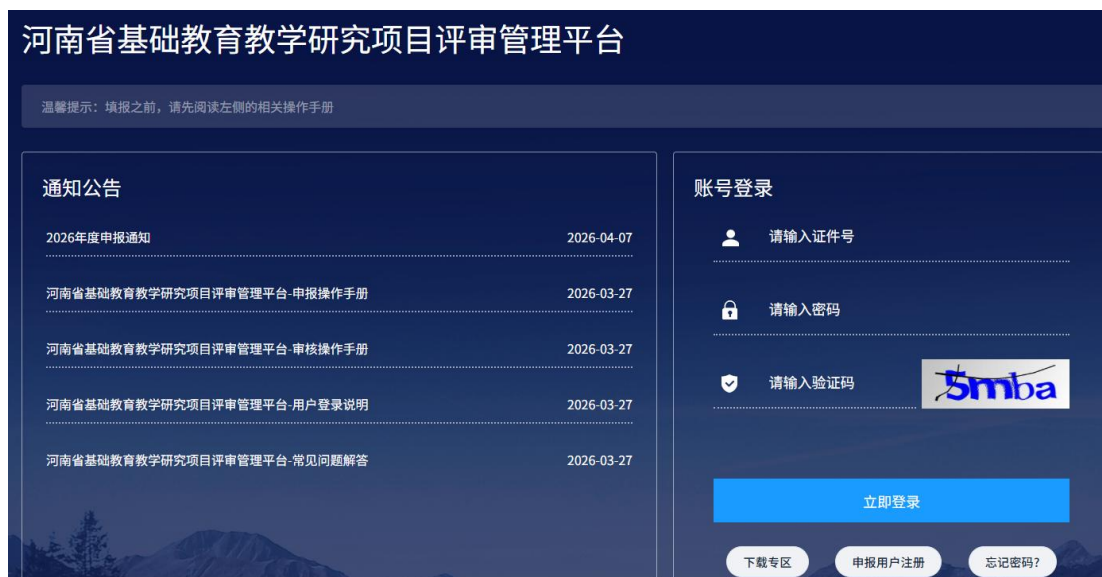 河南省基础教育教学研究项目评审管理平台
温馨提示：填报之前，请先阅读左侧的相关操作手册
通知公告
2026年度申报通知 2026-04-07
河南省基础教育教学研究项目评审管理平台-申报操作手册 2026-03-27
河南省基础教育教学研究项目评审管理平台-审核操作手册 2026-03-27
河南省基础教育教学研究项目评审管理平台-用户登录说明 2026-03-27
河南省基础教育教学研究项目评审管理平台-常见问题解答 2026-03-27
账号登录
请输入证件号
请输入密码
请输入验证码 5mba
立即登录
下载专区 申报用户注册 忘记密码?